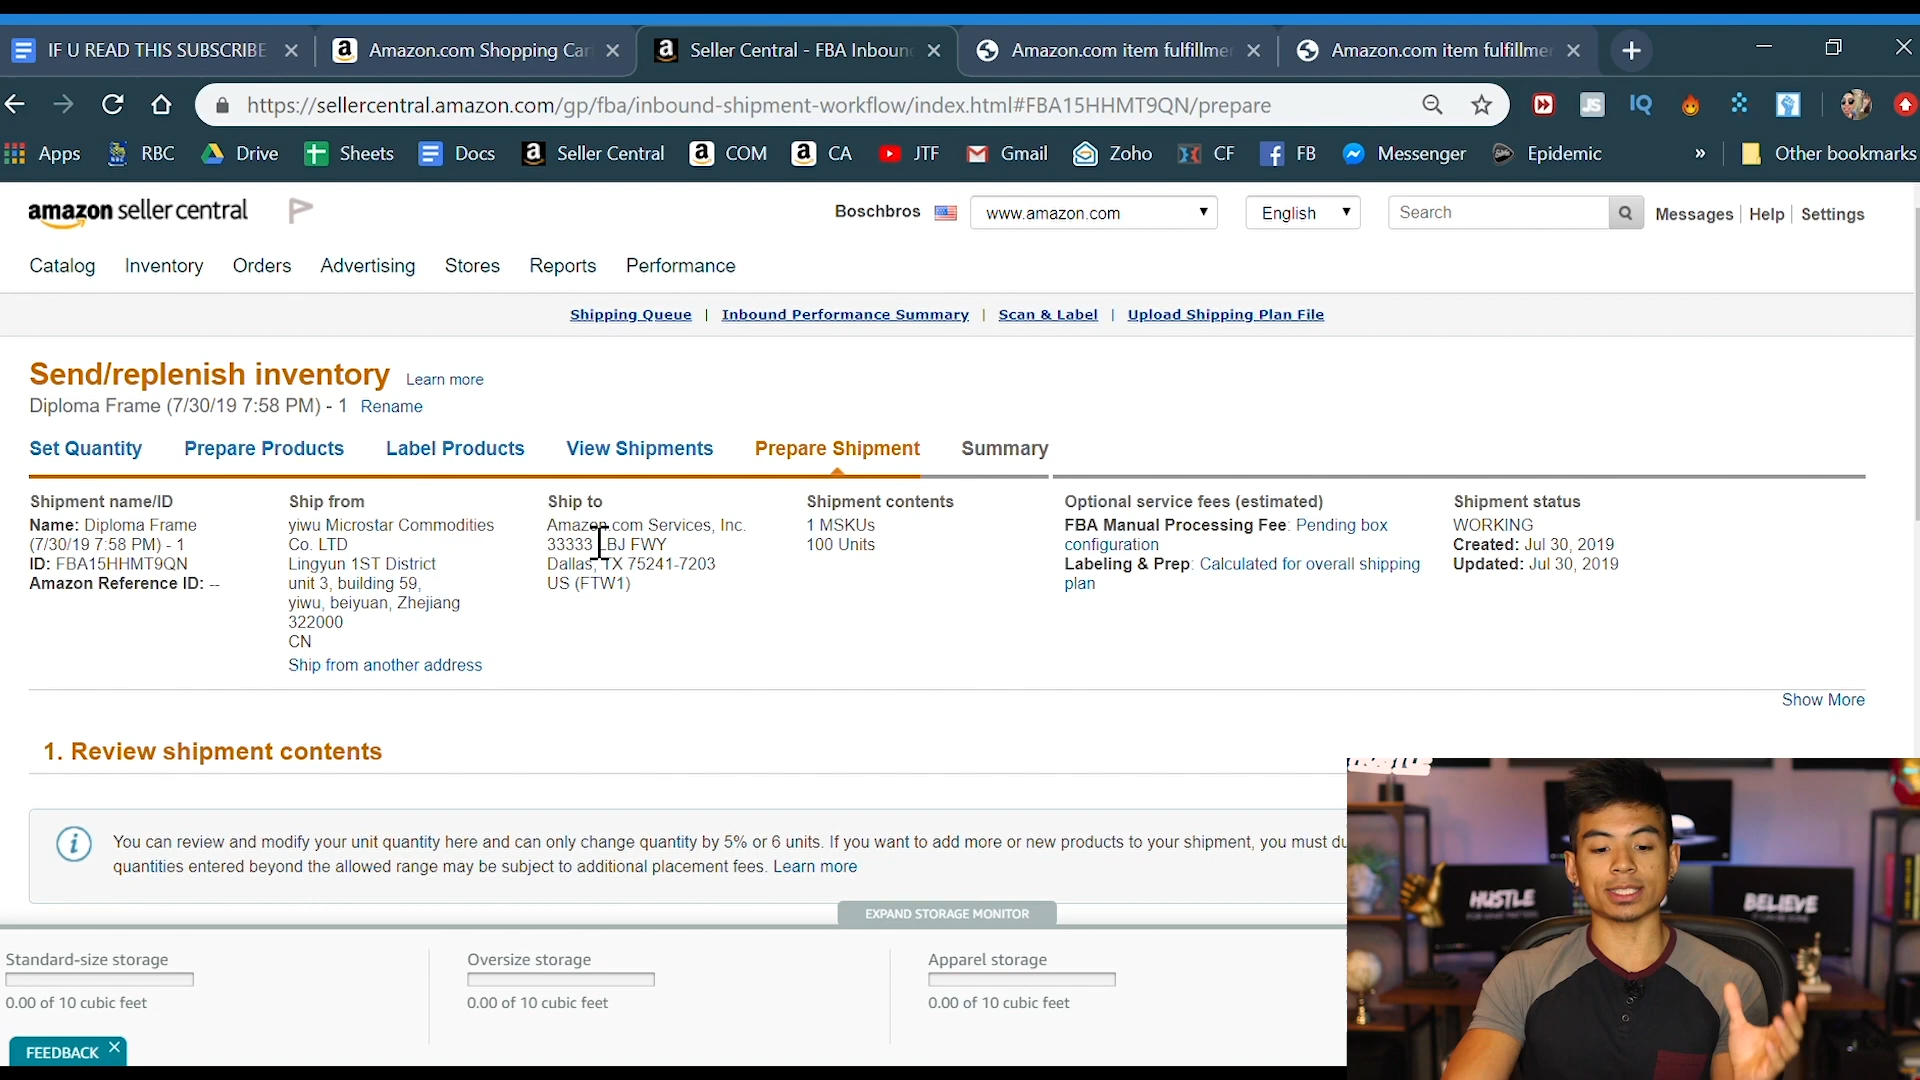 IF U READ THIS SUBSCRIBE
Amazon.com Shopping Car
Seller Central - FBA Inboun
Amazon.com item fulfillmer
Amazon.com item fulfillmer
https://sellercentral.amazon.com/gp/fba/inbound-shipment-workflow/index.html#FBA15HHMT9QN/prepare
JS IQ
Apps RBC Drive Sheets Docs Seller Central COM CA JTF Gmail Zoho CF FB Messenger Epidemic » Other bookmarks
amazon seller central
Boschbros www.amazon.com English Search Messages | Help | Settings
Catalog Inventory Orders Advertising Stores Reports Performance
Shipping Queue | Inbound Performance Summary | Scan & Label | Upload Shipping Plan File
Send/replenish inventory Learn more
Diploma Frame (7/30/19 7:58 PM) - 1 Rename
Set Quantity Prepare Products Label Products View Shipments Prepare Shipment Summary
Shipment name/ID
Name: Diploma Frame
(7/30/19 7:58 PM) - 1
ID: FBA15HHMT9QN
Amazon Reference ID: --
Ship from
yiwu Microstar Commodities
Co. LTD
Lingyun 1ST District
unit 3, building 59,
yiwu, beiyuan, Zhejiang
322000
CN
Ship from another address
Ship to
Amazon.com Services, Inc.
33333 LBJ FWY
Dallas, TX 75241-7203
US (FTW1)
Shipment contents
1 MSKUs
100 Units
Optional service fees (estimated)
FBA Manual Processing Fee: Pending box
configuration
Labeling & Prep: Calculated for overall shipping
plan
Shipment status
WORKING
Created: Jul 30, 2019
Updated: Jul 30, 2019
Show More
1. Review shipment contents
You can review and modify your unit quantity here and can only change quantity by 5% or 6 units. If you want to add more or new products to your shipment, you must du
quantities entered beyond the allowed range may be subject to additional placement fees. Learn more
EXPAND STORAGE MONITOR
Standard-size storage
0.00 of 10 cubic feet
Oversize storage
0.00 of 10 cubic feet
Apparel storage
0.00 of 10 cubic feet
FEEDBACK
HUSTLE
BELIEVE